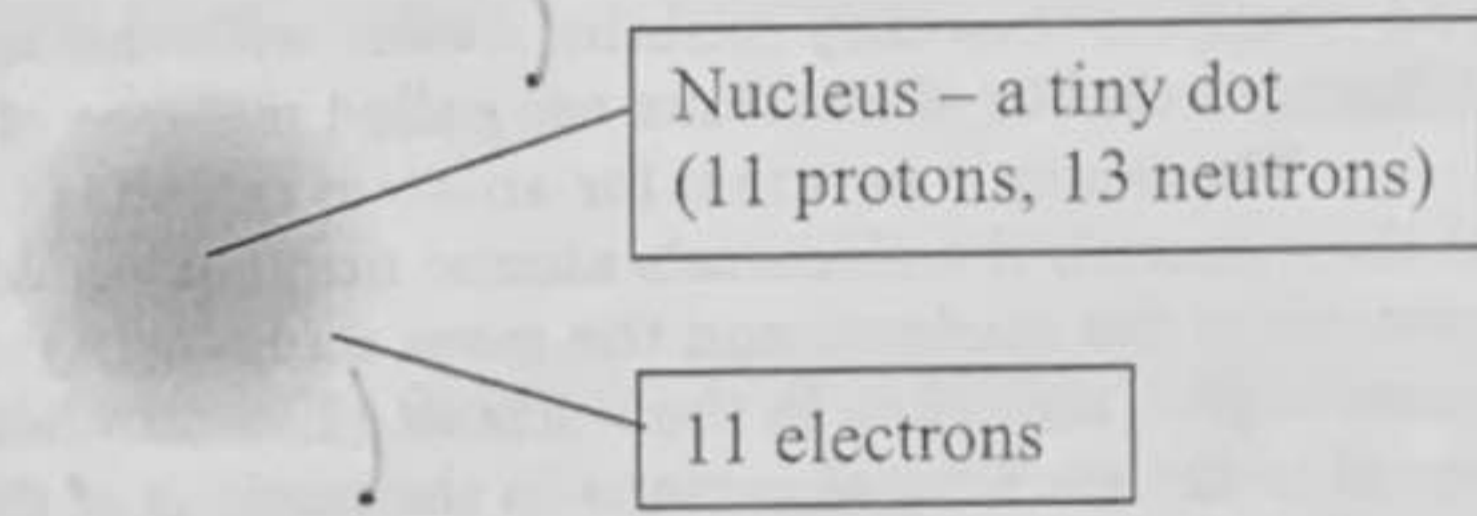 Nucleus – a tiny dot
(11 protons, 13 neutrons)
11 electrons